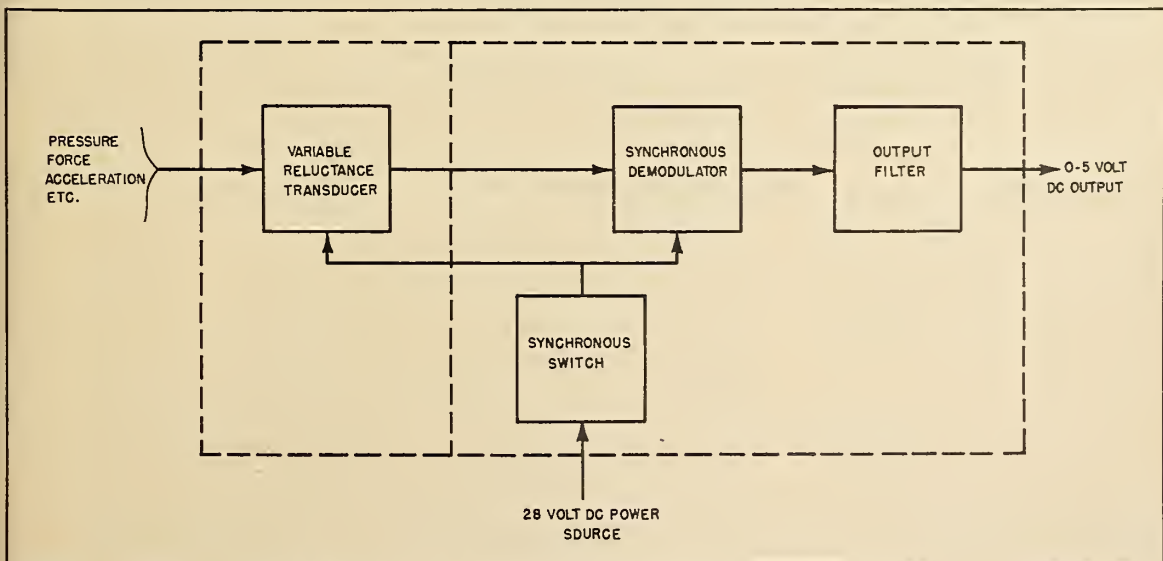 PRESSURE
FORCE
ACCELERATION
ETC.
VARIABLE
RELUCTANCE
TRANSDUCER
SYNCHRONOUS
DEMODULATOR
OUTPUT
FILTER
0-5 VOLT
DC OUTPUT
SYNCHRONOUS
SWITCH
28 VOLT DC POWER
SOURCE